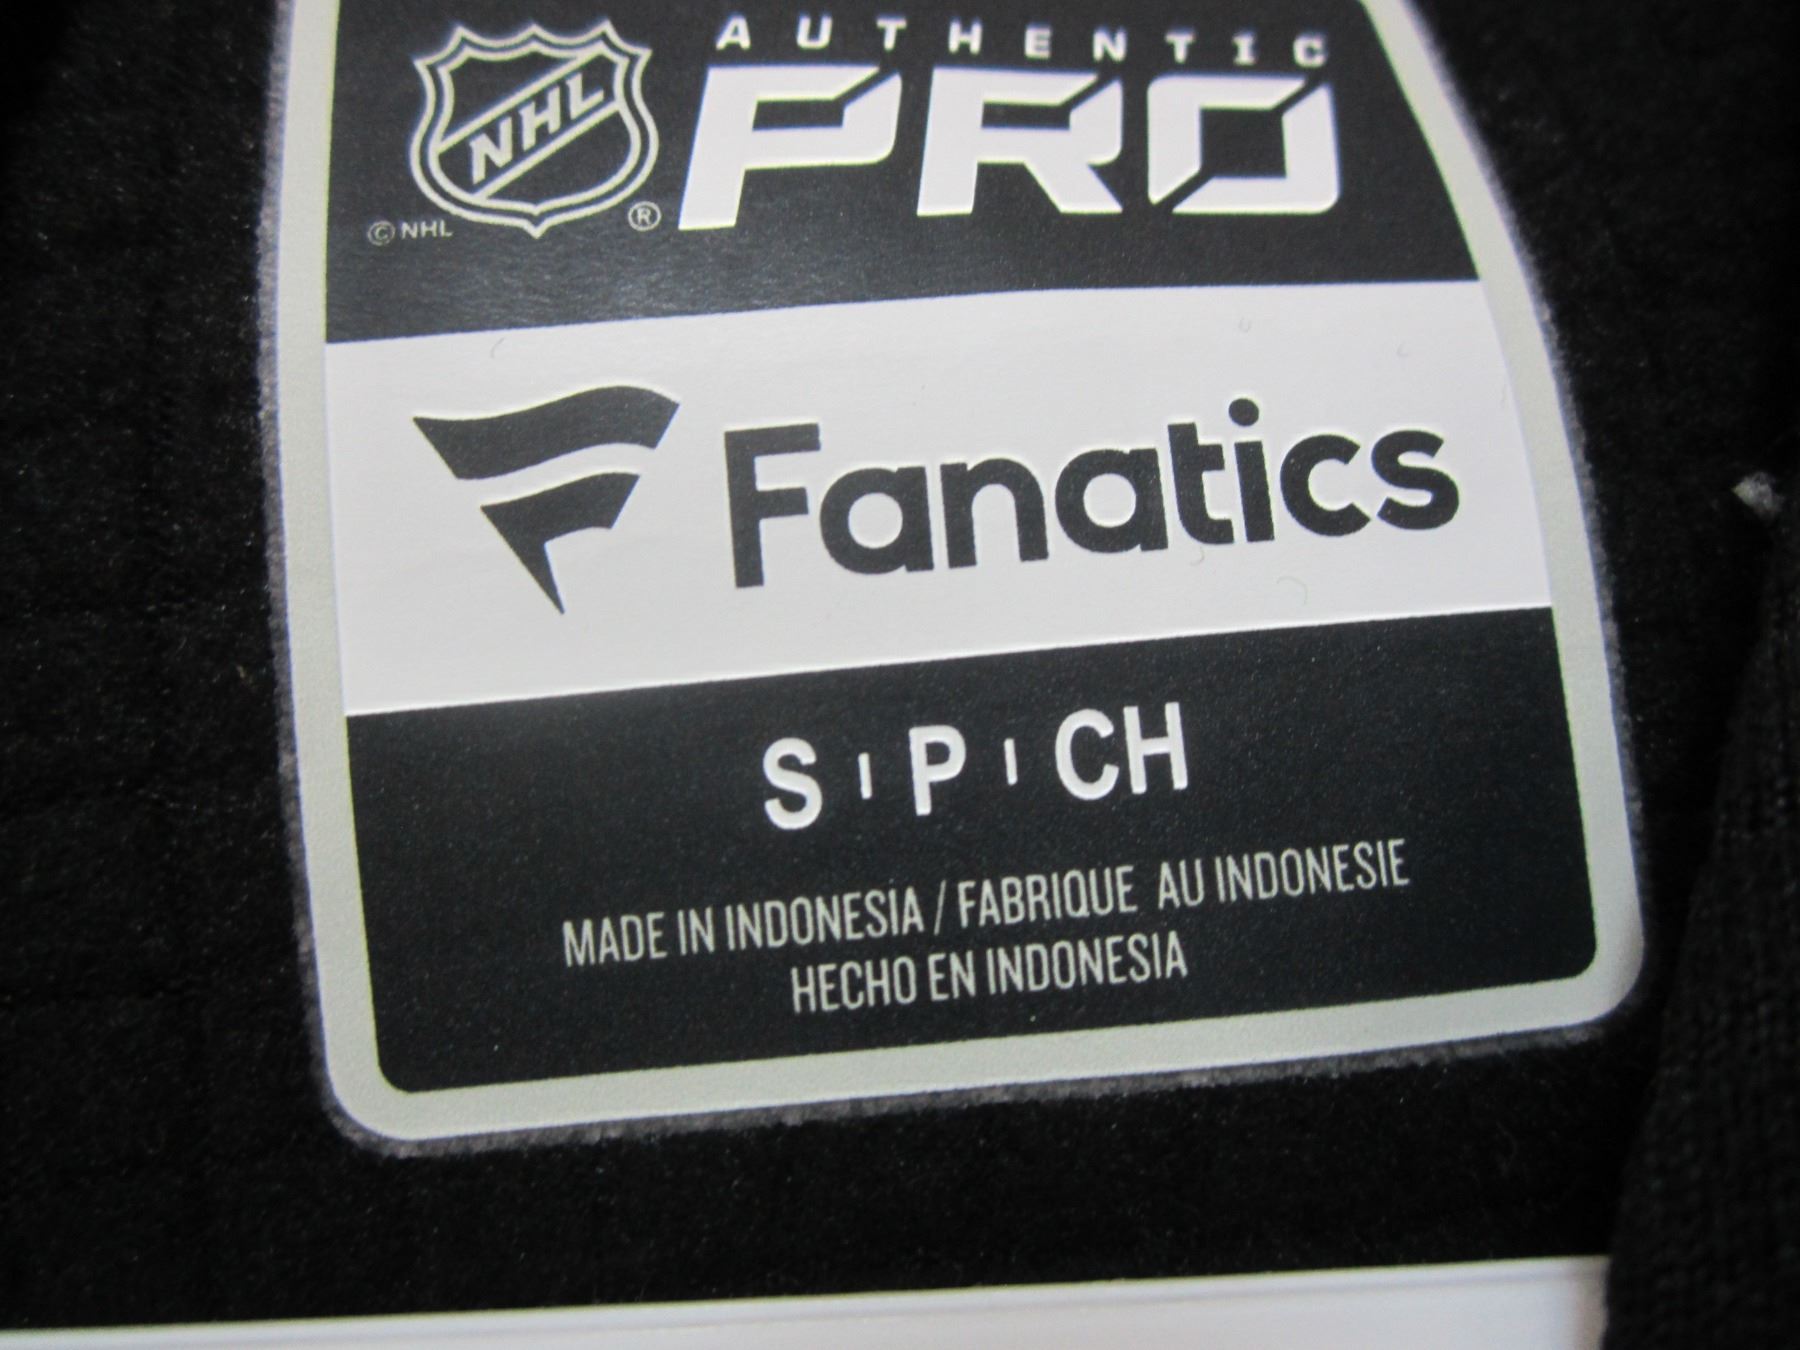 AUTHENTIC
NHL PRO
© NHL ®
Fanatics
S | P | CH
MADE IN INDONESIA / FABRIQUE AU INDONESIE
HECHO EN INDONESIA